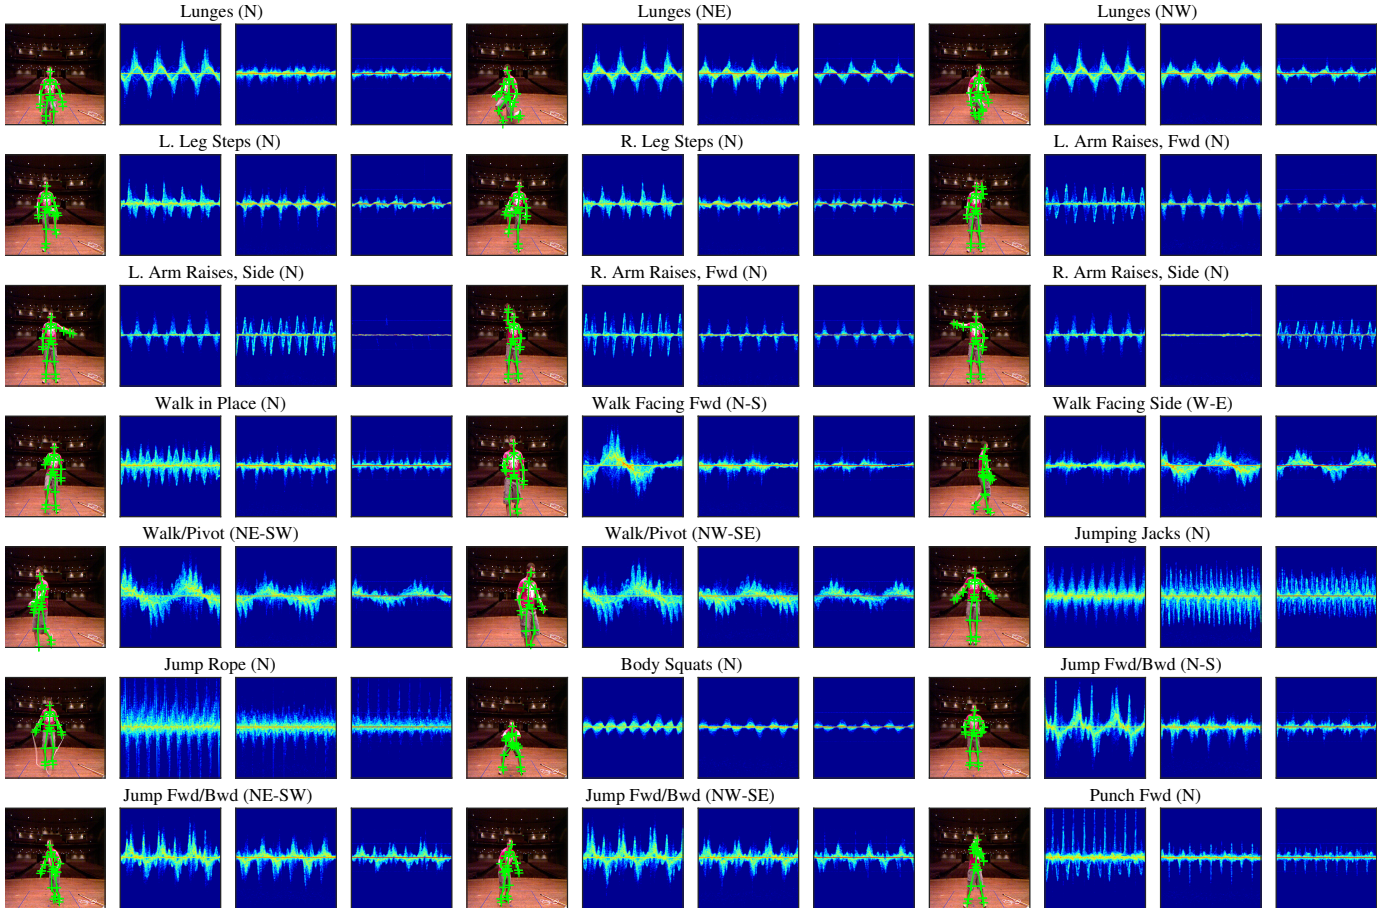 Lunges (N)
Lunges (NE)
Lunges (NW)
L. Leg Steps (N)
R. Leg Steps (N)
L. Arm Raises, Fwd (N)
L. Arm Raises, Side (N)
R. Arm Raises, Fwd (N)
R. Arm Raises, Side (N)
Walk in Place (N)
Walk Facing Fwd (N-S)
Walk Facing Side (W-E)
Walk/Pivot (NE-SW)
Walk/Pivot (NW-SE)
Jumping Jacks (N)
Jump Rope (N)
Body Squats (N)
Jump Fwd/Bwd (N-S)
Jump Fwd/Bwd (NE-SW)
Jump Fwd/Bwd (NW-SE)
Punch Fwd (N)